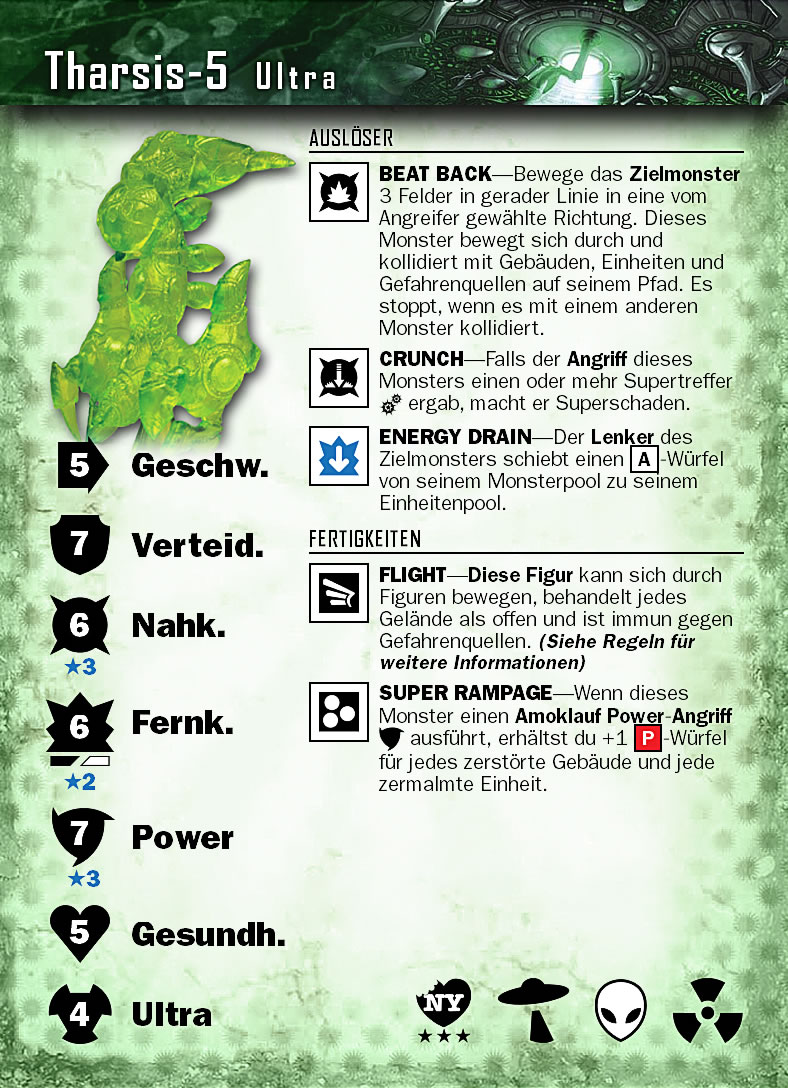 Tharsis-5 Ultra
AUSLÖSER
BEAT BACK—Bewege das Zielmonster
3 Felder in gerader Linie in eine vom
Angreifer gewählte Richtung. Dieses
Monster bewegt sich durch und
kollidiert mit Gebäuden, Einheiten und
Gefahrenquellen auf seinem Pfad. Es
stoppt, wenn es mit einem anderen
Monster kollidiert.
CRUNCH—Falls der Angriff dieses
Monsters einen oder mehr Supertreffer
ergab, macht er Superschaden.
ENERGY DRAIN—Der Lenker des
Zielmonsters schiebt einen A-Würfel
von seinem Monsterpool zu seinem
Einheitenpool.
FERTIGKEITEN
FLIGHT—Diese Figur kann sich durch
Figuren bewegen, behandelt jedes
Gelände als offen und ist immun gegen
Gefahrenquellen. (Siehe Regeln für
weitere Informationen)
SUPER RAMPAGE—Wenn dieses
Monster einen Amoklauf Power-Angriff
ausführt, erhältst du +1 P-Würfel
für jedes zerstörte Gebäude und jede
zermalmte Einheit.
5 Geschw.
7 Verteid.
6 Nahk.
★3
6 Fernk.
★2
7 Power
★3
5 Gesundh.
4 Ultra
NY
★★★